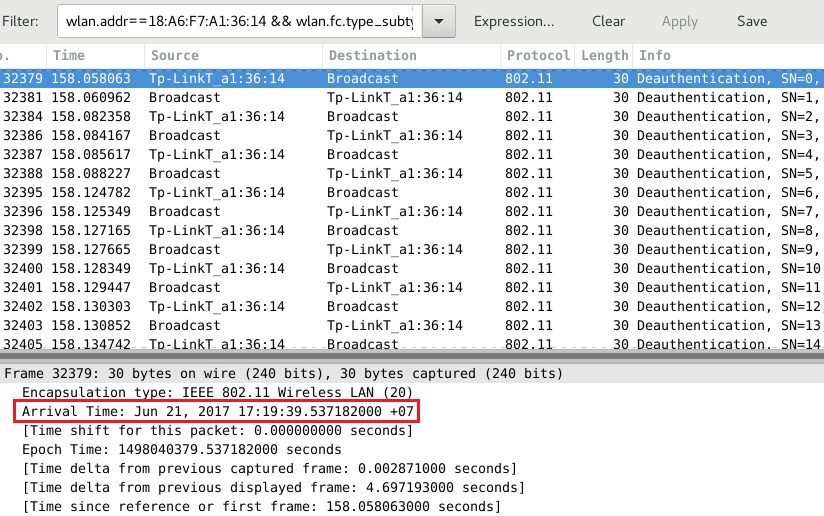 Filter: wlan.addr==18:A6:F7:A1:36:14 && wlan.fc.type_subty Expression... Clear Apply Save
o. Time Source Destination Protocol Length Info
32379 158.058063 Tp-LinkT_a1:36:14 Broadcast 802.11 30 Deauthentication, SN=0,
32381 158.060962 Broadcast Tp-LinkT_a1:36:14 802.11 30 Deauthentication, SN=1,
32384 158.082358 Tp-LinkT_a1:36:14 Broadcast 802.11 30 Deauthentication, SN=2,
32386 158.084167 Broadcast Tp-LinkT_a1:36:14 802.11 30 Deauthentication, SN=3,
32387 158.085617 Tp-LinkT_a1:36:14 Broadcast 802.11 30 Deauthentication, SN=4,
32388 158.088227 Broadcast Tp-LinkT_a1:36:14 802.11 30 Deauthentication, SN=5,
32395 158.124782 Tp-LinkT_a1:36:14 Broadcast 802.11 30 Deauthentication, SN=6,
32396 158.125349 Broadcast Tp-LinkT_a1:36:14 802.11 30 Deauthentication, SN=7,
32398 158.127165 Tp-LinkT_a1:36:14 Broadcast 802.11 30 Deauthentication, SN=8,
32399 158.127665 Broadcast Tp-LinkT_a1:36:14 802.11 30 Deauthentication, SN=9,
32400 158.128349 Tp-LinkT_a1:36:14 Broadcast 802.11 30 Deauthentication, SN=10
32401 158.129447 Broadcast Tp-LinkT_a1:36:14 802.11 30 Deauthentication, SN=11
32402 158.130303 Tp-LinkT_a1:36:14 Broadcast 802.11 30 Deauthentication, SN=12
32403 158.130852 Broadcast Tp-LinkT_a1:36:14 802.11 30 Deauthentication, SN=13
32405 158.134742 Tp-LinkT_a1:36:14 Broadcast 802.11 30 Deauthentication, SN=14
Frame 32379: 30 bytes on wire (240 bits), 30 bytes captured (240 bits)
Encapsulation type: IEEE 802.11 Wireless LAN (20)
Arrival Time: Jun 21, 2017 17:19:39.537182000 +07
[Time shift for this packet: 0.000000000 seconds]
Epoch Time: 1498040379.537182000 seconds
[Time delta from previous captured frame: 0.002871000 seconds]
[Time delta from previous displayed frame: 4.697193000 seconds]
[Time since reference or first frame: 158.058063000 seconds]